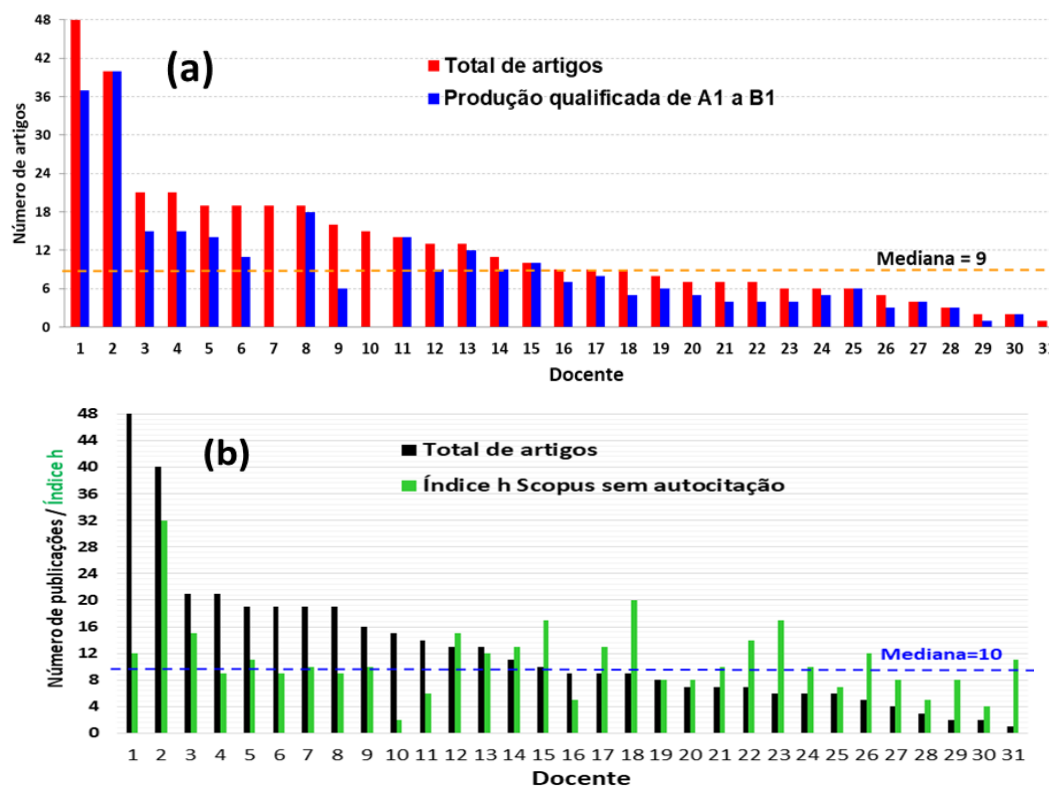 48
(a)
Total de artigos
42
Produção qualificada de A1 a B1
36
30
24
18
12
Mediana = 9
6
0
Número de artigos
1 2 3 4 5 6 7 8 9 10 11 12 13 14 15 16 17 18 19 20 21 22 23 24 25 26 27 28 29 30 31
Docente
48
(b)
44
Total de artigos
40
36
Índice h Scopus sem autocitação
32
28
24
20
16
12
Mediana=10
8
4
0
Número de publicações / Índice h
1 2 3 4 5 6 7 8 9 10 11 12 13 14 15 16 17 18 19 20 21 22 23 24 25 26 27 28 29 30 31
Docente